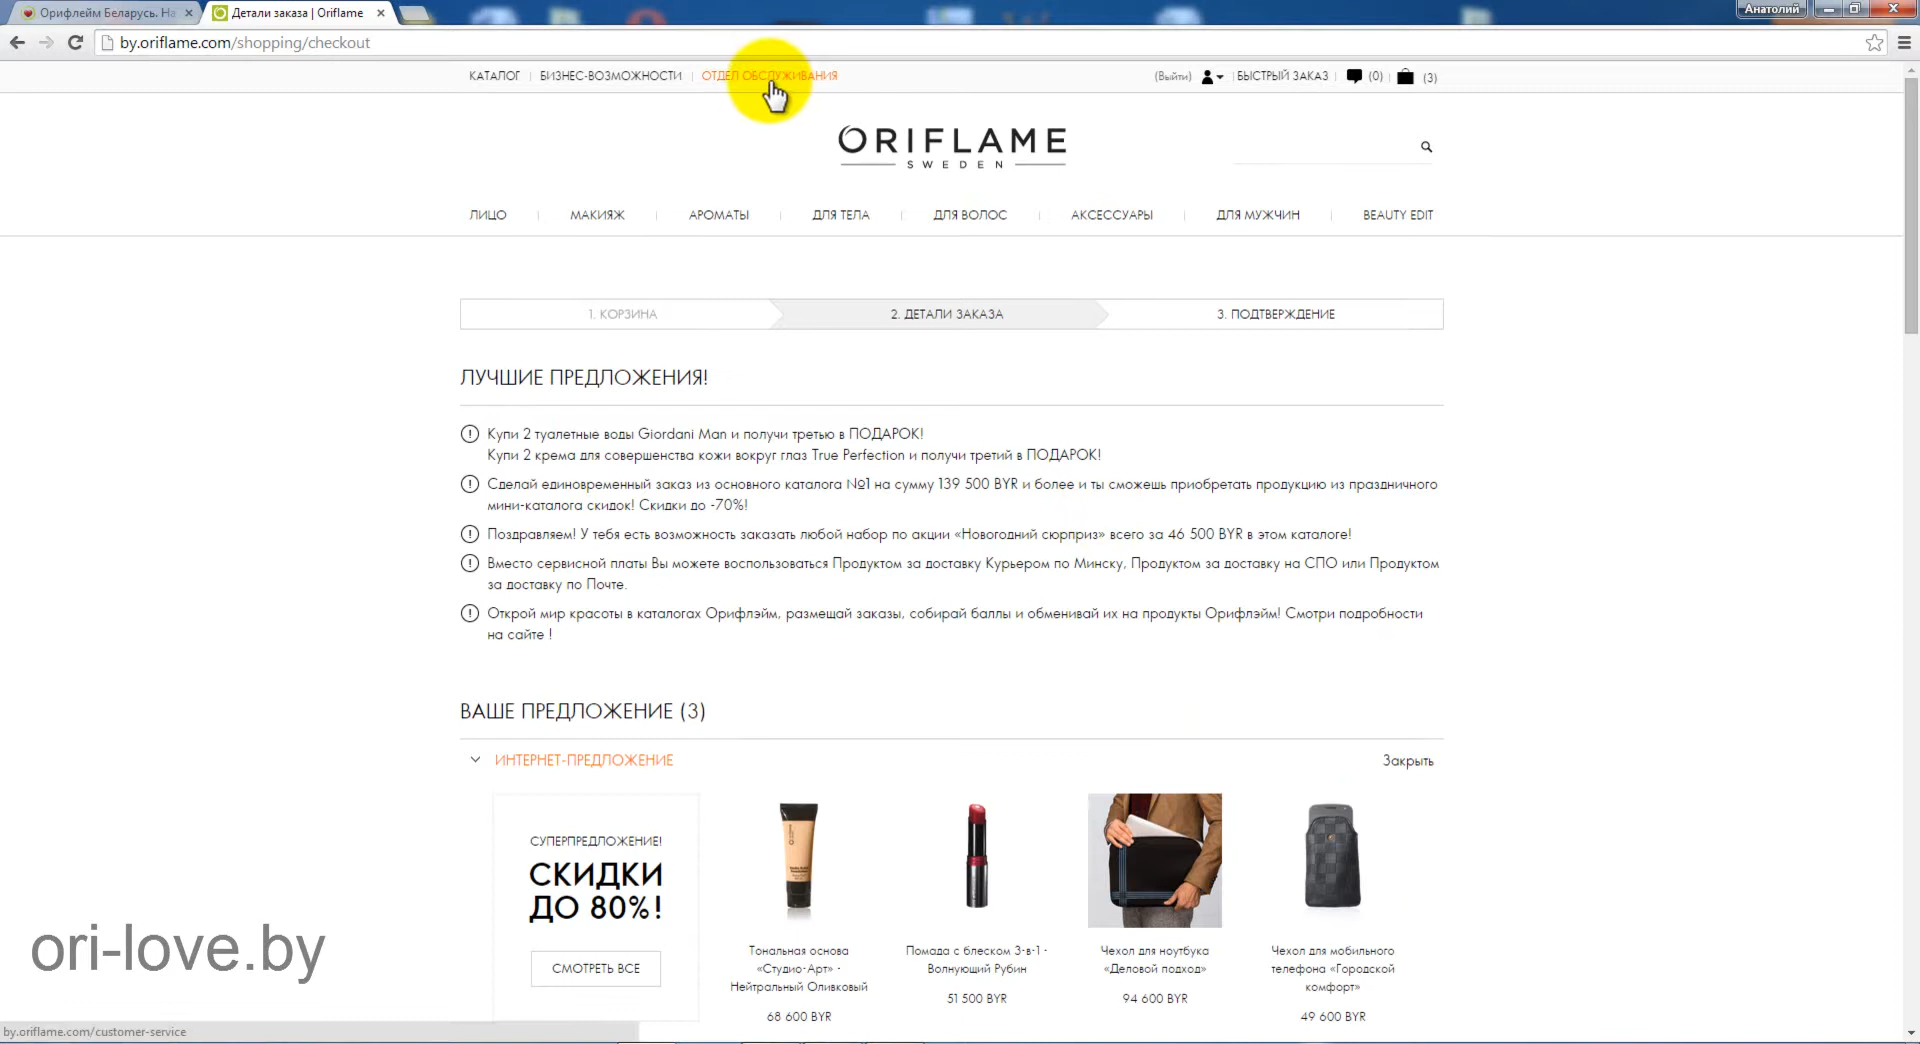 Орифлейм Беларусь. На
Детали заказа | Oriflame
Анатолий
by.oriflame.com/shopping/checkout
КАТАЛОГ | БИЗНЕС-ВОЗМОЖНОСТИ | ОТДЕЛ ОБСЛУЖИВАНИЯ
(Выйти) БЫСТРЫЙ ЗАКАЗ (0) (3)
ORIFLAME
SWEDEN
ЛИЦО | МАКИЯЖ | АРОМАТЫ | ДЛЯ ТЕЛА | ДЛЯ ВОЛОС | АКСЕССУАРЫ | ДЛЯ МУЖЧИН | BEAUTY EDIT
1. КОРЗИНА 2. ДЕТАЛИ ЗАКАЗА 3. ПОДТВЕРЖДЕНИЕ
ЛУЧШИЕ ПРЕДЛОЖЕНИЯ!
Купи 2 туалетные воды Giordani Man и получи третью в ПОДАРОК!
Купи 2 крема для совершенства кожи вокруг глаз True Perfection и получи третий в ПОДАРОК!
Сделай единовременный заказ из основного каталога №1 на сумму 139 500 BYR и более и ты сможешь приобретать продукцию из праздничного
мини-каталога скидок! Скидки до -70%!
Поздравляем! У тебя есть возможность заказать любой набор по акции «Новогодний сюрприз» всего за 46 500 BYR в этом каталоге!
Вместо сервисной платы Вы можете воспользоваться Продуктом за доставку Курьером по Минску, Продуктом за доставку на СПО или Продуктом
за доставку по Почте.
Открой мир красоты в каталогах Орифлэйм, размещай заказы, собирай баллы и обменивай их на продукты Орифлэйм! Смотри подробности
на сайте !
ВАШЕ ПРЕДЛОЖЕНИЕ (3)
ИНТЕРНЕТ-ПРЕДЛОЖЕНИЕ
Закрыть
СУПЕРПРЕДЛОЖЕНИЕ!
СКИДКИ
ДО 80%!
СМОТРЕТЬ ВСЕ
Тональная основа
«Студио-Арт» -
Нейтральный Оливковый
68 600 BYR
Помада с блеском 3-в-1 -
Волнующий Рубин
51 500 BYR
Чехол для ноутбука
«Деловой подход»
94 600 BYR
Чехол для мобильного
телефона «Городской
комфорт»
49 600 BYR
ori-love.by
by.oriflame.com/customer-service